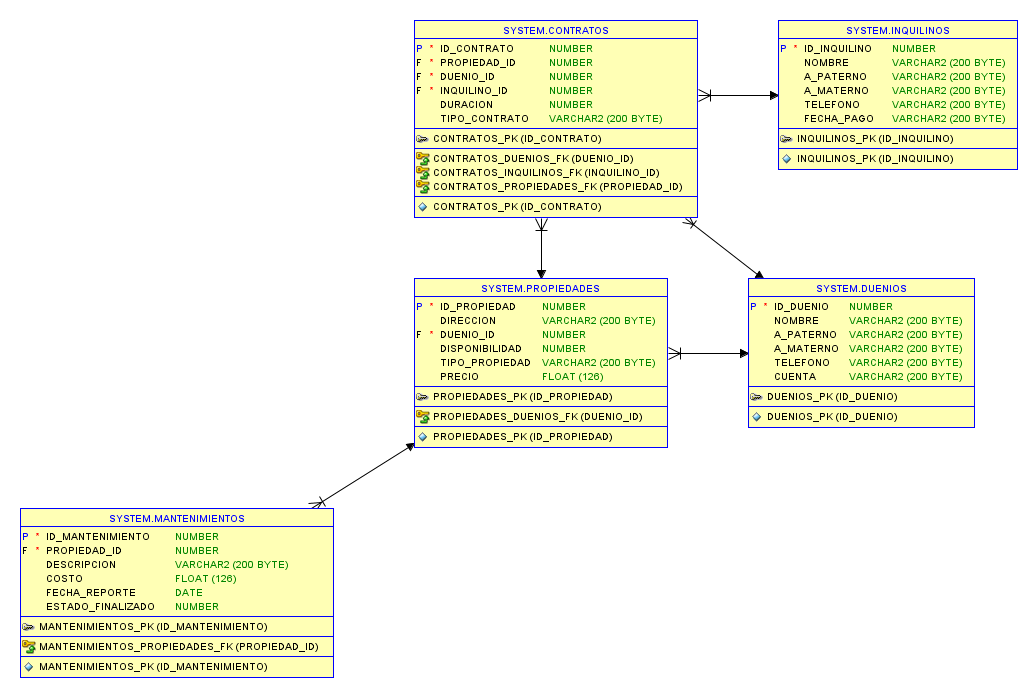 SYSTEM.CONTRATOS
P * ID_CONTRATO NUMBER
F * PROPIEDAD_ID NUMBER
F * DUENIO_ID NUMBER
F * INQUILINO_ID NUMBER
DURACION NUMBER
TIPO_CONTRATO VARCHAR2 (200 BYTE)
CONTRATOS_PK (ID_CONTRATO)
CONTRATOS_DUENIOS_FK (DUENIO_ID)
CONTRATOS_INQUILINOS_FK (INQUILINO_ID)
CONTRATOS_PROPIEDADES_FK (PROPIEDAD_ID)
CONTRATOS_PK (ID_CONTRATO)
SYSTEM.INQUILINOS
P * ID_INQUILINO NUMBER
NOMBRE VARCHAR2 (200 BYTE)
A_PATERNO VARCHAR2 (200 BYTE)
A_MATERNO VARCHAR2 (200 BYTE)
TELEFONO VARCHAR2 (200 BYTE)
FECHA_PAGO VARCHAR2 (200 BYTE)
INQUILINOS_PK (ID_INQUILINO)
INQUILINOS_PK (ID_INQUILINO)
SYSTEM.PROPIEDADES
P * ID_PROPIEDAD NUMBER
DIRECCION VARCHAR2 (200 BYTE)
F * DUENIO_ID NUMBER
DISPONIBILIDAD NUMBER
TIPO_PROPIEDAD VARCHAR2 (200 BYTE)
PRECIO FLOAT (126)
PROPIEDADES_PK (ID_PROPIEDAD)
PROPIEDADES_DUENIOS_FK (DUENIO_ID)
PROPIEDADES_PK (ID_PROPIEDAD)
SYSTEM.DUENIOS
P * ID_DUENIO NUMBER
NOMBRE VARCHAR2 (200 BYTE)
A_PATERNO VARCHAR2 (200 BYTE)
A_MATERNO VARCHAR2 (200 BYTE)
TELEFONO VARCHAR2 (200 BYTE)
CUENTA VARCHAR2 (200 BYTE)
DUENIOS_PK (ID_DUENIO)
DUENIOS_PK (ID_DUENIO)
SYSTEM.MANTENIMIENTOS
P * ID_MANTENIMIENTO NUMBER
F * PROPIEDAD_ID NUMBER
DESCRIPCION VARCHAR2 (200 BYTE)
COSTO FLOAT (126)
FECHA_REPORTE DATE
ESTADO_FINALIZADO NUMBER
MANTENIMIENTOS_PK (ID_MANTENIMIENTO)
MANTENIMIENTOS_PROPIEDADES_FK (PROPIEDAD_ID)
MANTENIMIENTOS_PK (ID_MANTENIMIENTO)